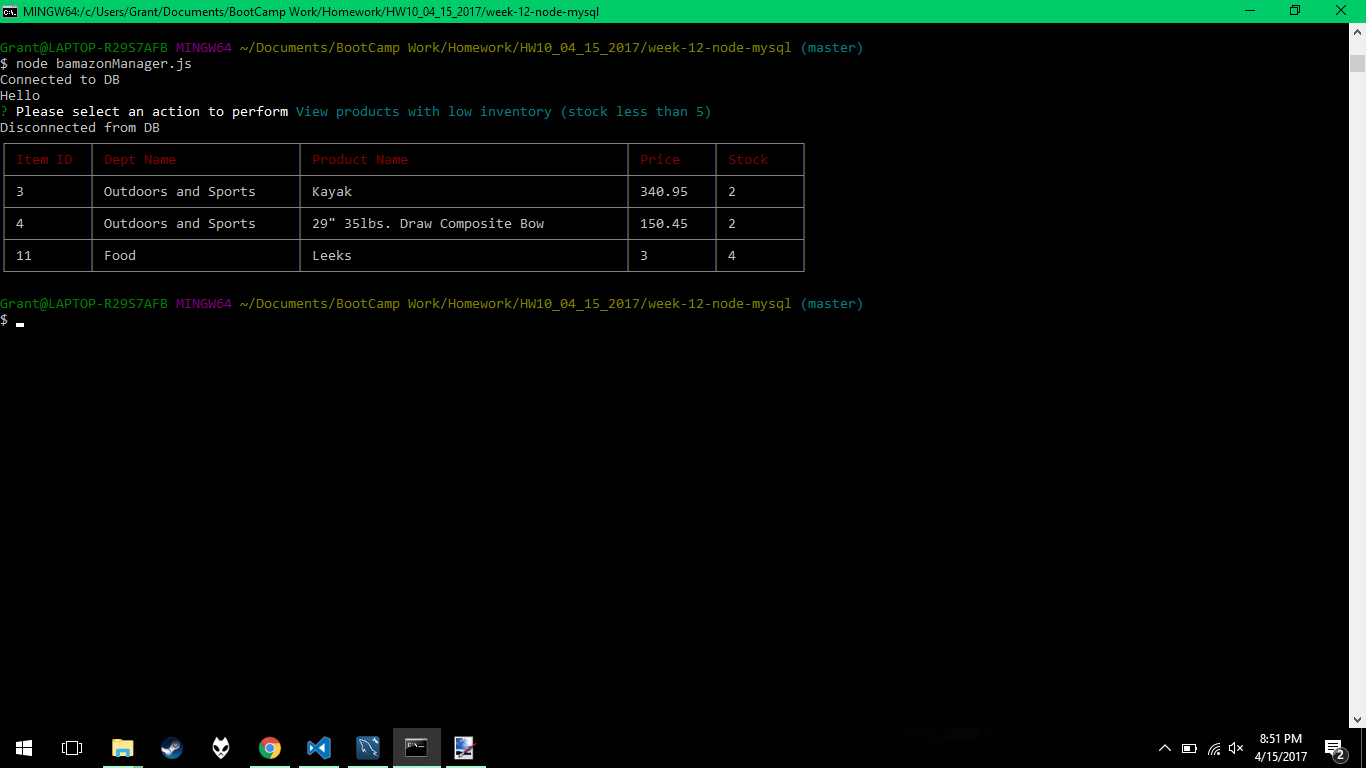 MINGW64:/c/Users/Grant/Documents/BootCamp Work/Homework/HW10_04_15_2017/week-12-node-mysql
Grant@LAPTOP-R29S7AFB MINGW64 ~/Documents/BootCamp Work/Homework/HW10_04_15_2017/week-12-node-mysql (master)
$ node bamazonManager.js
Connected to DB
Hello
? Please select an action to perform View products with low inventory (stock less than 5)
Disconnected from DB
Item ID Dept Name Product Name Price Stock
3 Outdoors and Sports Kayak 340.95 2
4 Outdoors and Sports 29" 35lbs. Draw Composite Bow 150.45 2
11 Food Leeks 3 4
Grant@LAPTOP-R29S7AFB MINGW64 ~/Documents/BootCamp Work/Homework/HW10_04_15_2017/week-12-node-mysql (master)
$
8:51 PM
4/15/2017
2